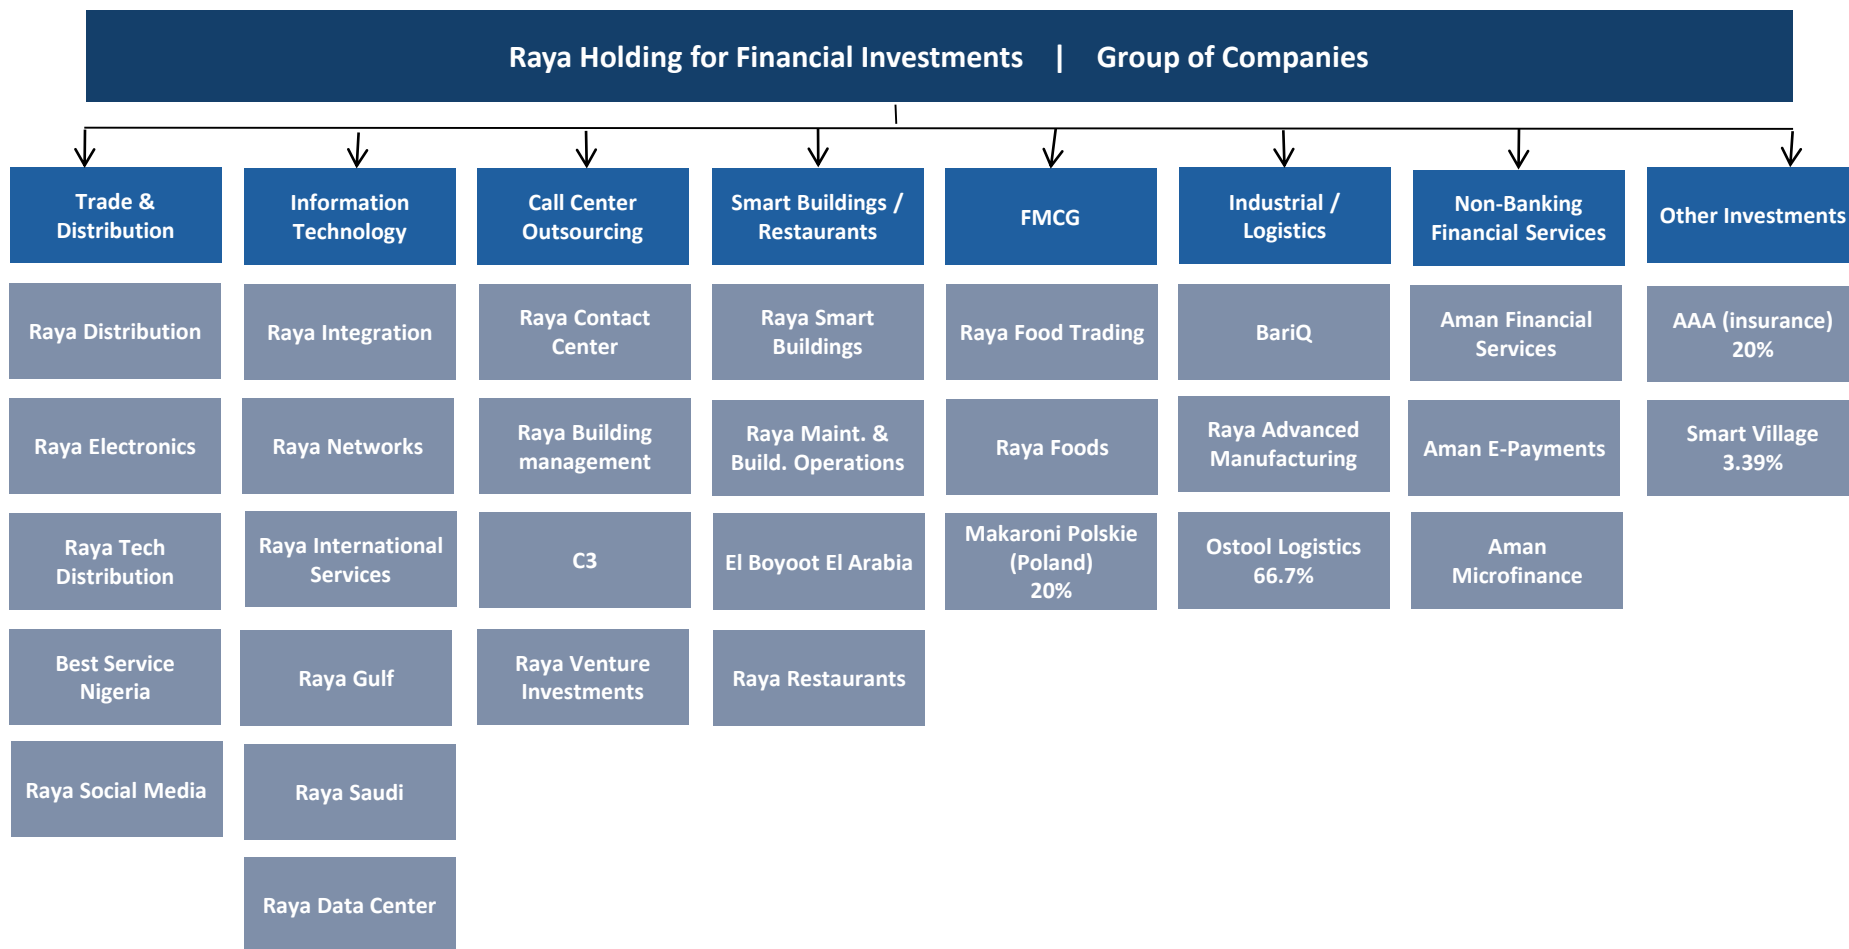 Raya Holding for Financial Investments | Group of Companies
Trade &
Distribution
Raya Distribution
Raya Electronics
Raya Tech
Distribution
Best Service
Nigeria
Raya Social Media
Information
Technology
Raya Integration
Raya Networks
Raya International
Services
Raya Gulf
Raya Saudi
Raya Data Center
Call Center
Outsourcing
Raya Contact
Center
Raya Building
management
C3
Raya Venture
Investments
Smart Buildings /
Restaurants
Raya Smart
Buildings
Raya Maint. &
Build. Operations
El Boyoot El Arabia
Raya Restaurants
FMCG
Raya Food Trading
Raya Foods
Makaroni Polskie
(Poland)
20%
Industrial /
Logistics
BariQ
Raya Advanced
Manufacturing
Ostool Logistics
66.7%
Non-Banking
Financial Services
Aman Financial
Services
Aman E-Payments
Aman
Microfinance
Other Investments
AAA (insurance)
20%
Smart Village
3.39%